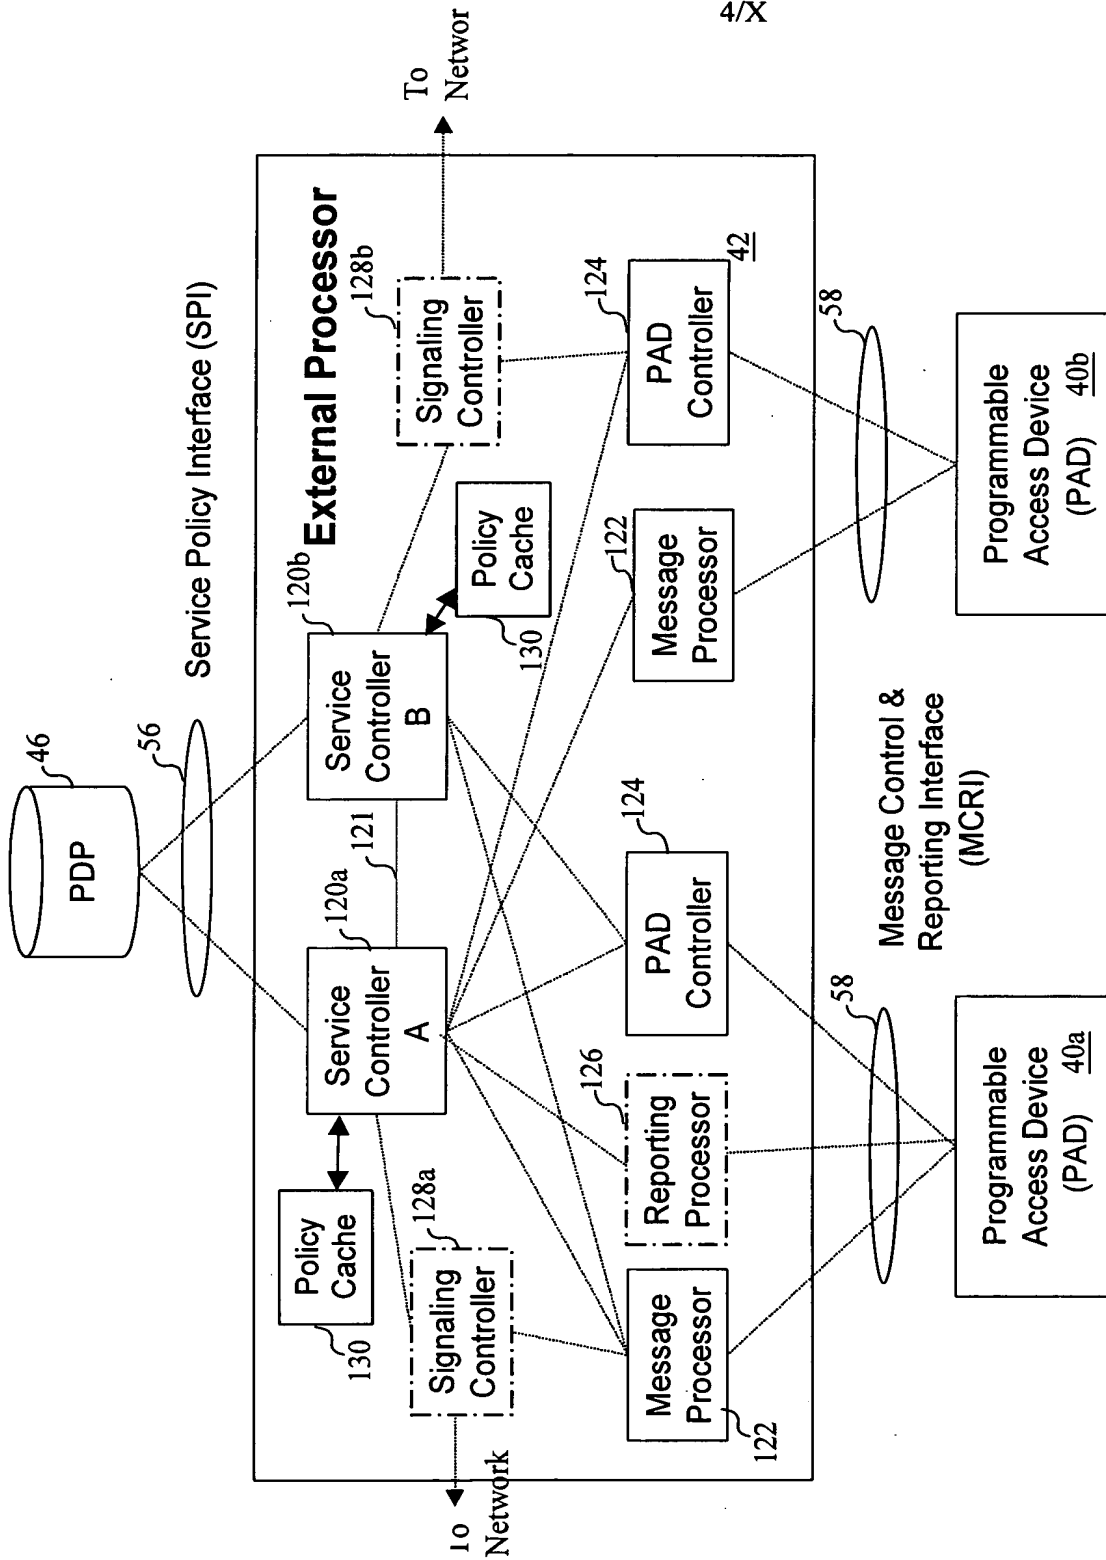 4/X
46
PDP
56
Service Policy Interface (SPI)
External Processor
120a
121
120b
Service
Controller
A
Service
Controller
B
Policy
Cache
130
Policy
Cache
130
128a
Signaling
Controller
128b
Signaling
Controller
Network
To
Networ
Message
Processor
122
126
Reporting
Processor
124
PAD
Controller
122
Message
Processor
124
PAD
Controller
42
58
Message Control &
Reporting Interface
(MCRI)
58
Programmable
Access Device
(PAD)
40a
Programmable
Access Device
(PAD)
40b